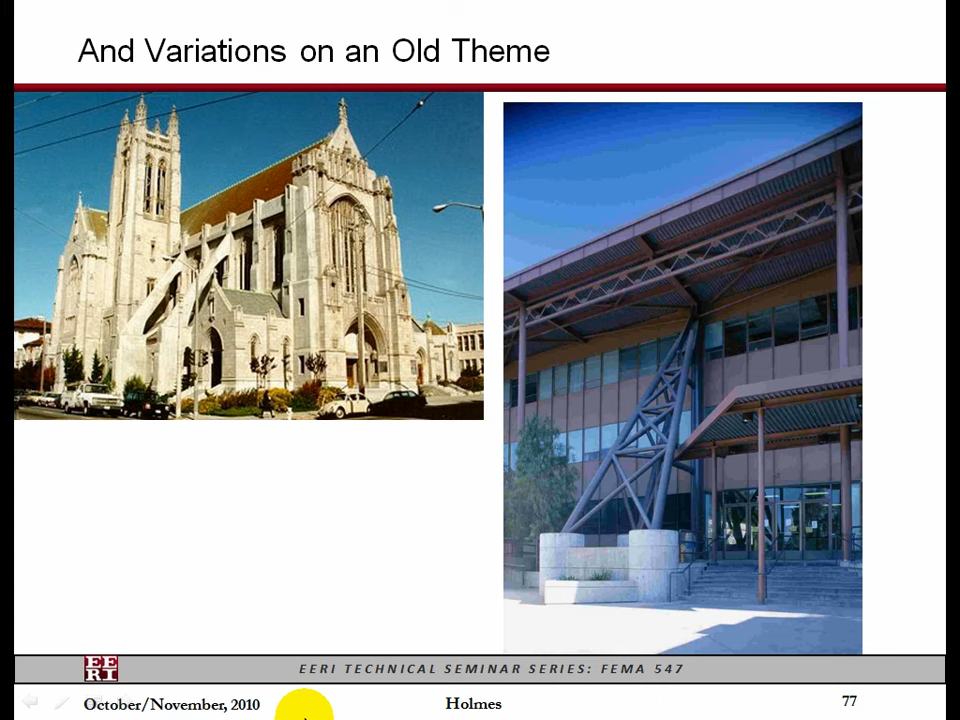 And Variations on an Old Theme
EERI
EERI TECHNICAL SEMINAR SERIES: FEMA 547
October/November, 2010
Holmes
77